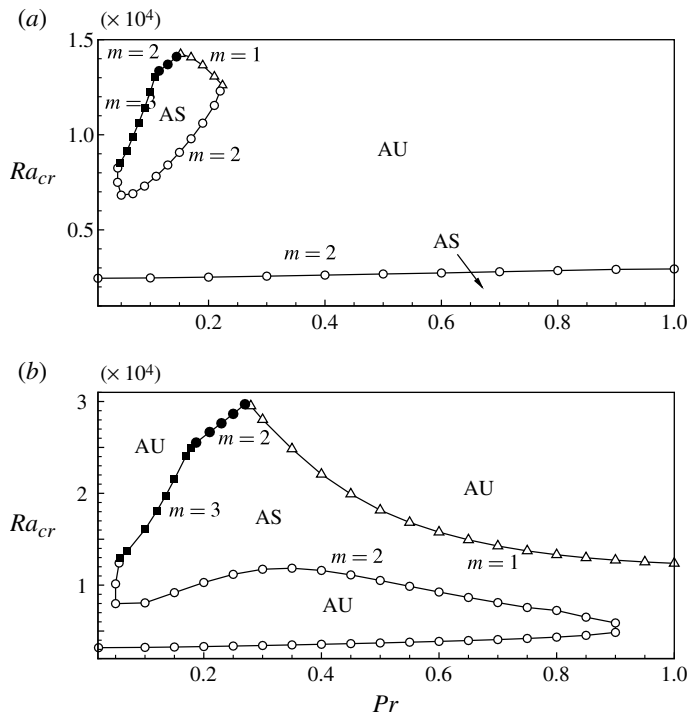 (a) (× 10⁴)
1.5
m = 2
m = 1
m = 3
AS
1.0
AU
Ra_cr
m = 2
0.5
AS
m = 2
0.2 0.4 0.6 0.8 1.0
(b) (× 10⁴)
3
AU
m = 2
AU
2
m = 3
AS
Ra_cr
m = 2
m = 1
1
AU
0.2 0.4 0.6 0.8 1.0
Pr